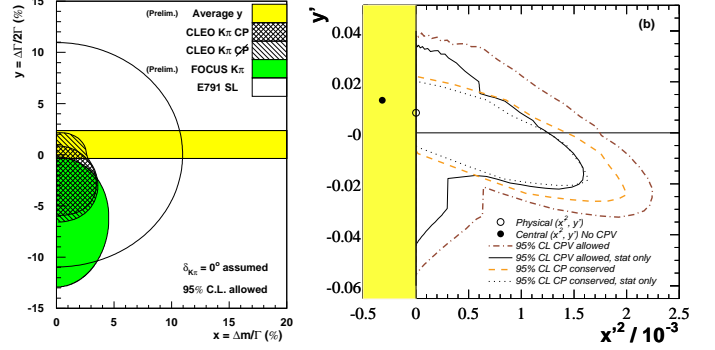 15
10
5
0
-5
-10
-15
0
5
10
15
20
y = ΔΓ/2Γ (%)
x = Δm/Γ (%)
(Prelim.) Average y
CLEO Kπ CP
CLEO Kπ CP
(Prelim.) FOCUS Kπ
E791 SL
δKπ = 0° assumed
95% C.L. allowed
y'
(b)
0.04
0.02
-0
-0.02
-0.04
-0.06
-0.5
0
0.5
1
1.5
2
2.5
x'² / 10⁻³
Physical (x'², y')
Central (x'², y') No CPV
95% CL CPV allowed
95% CL CPV allowed, stat only
95% CL CP conserved
95% CL CP conserved, stat only